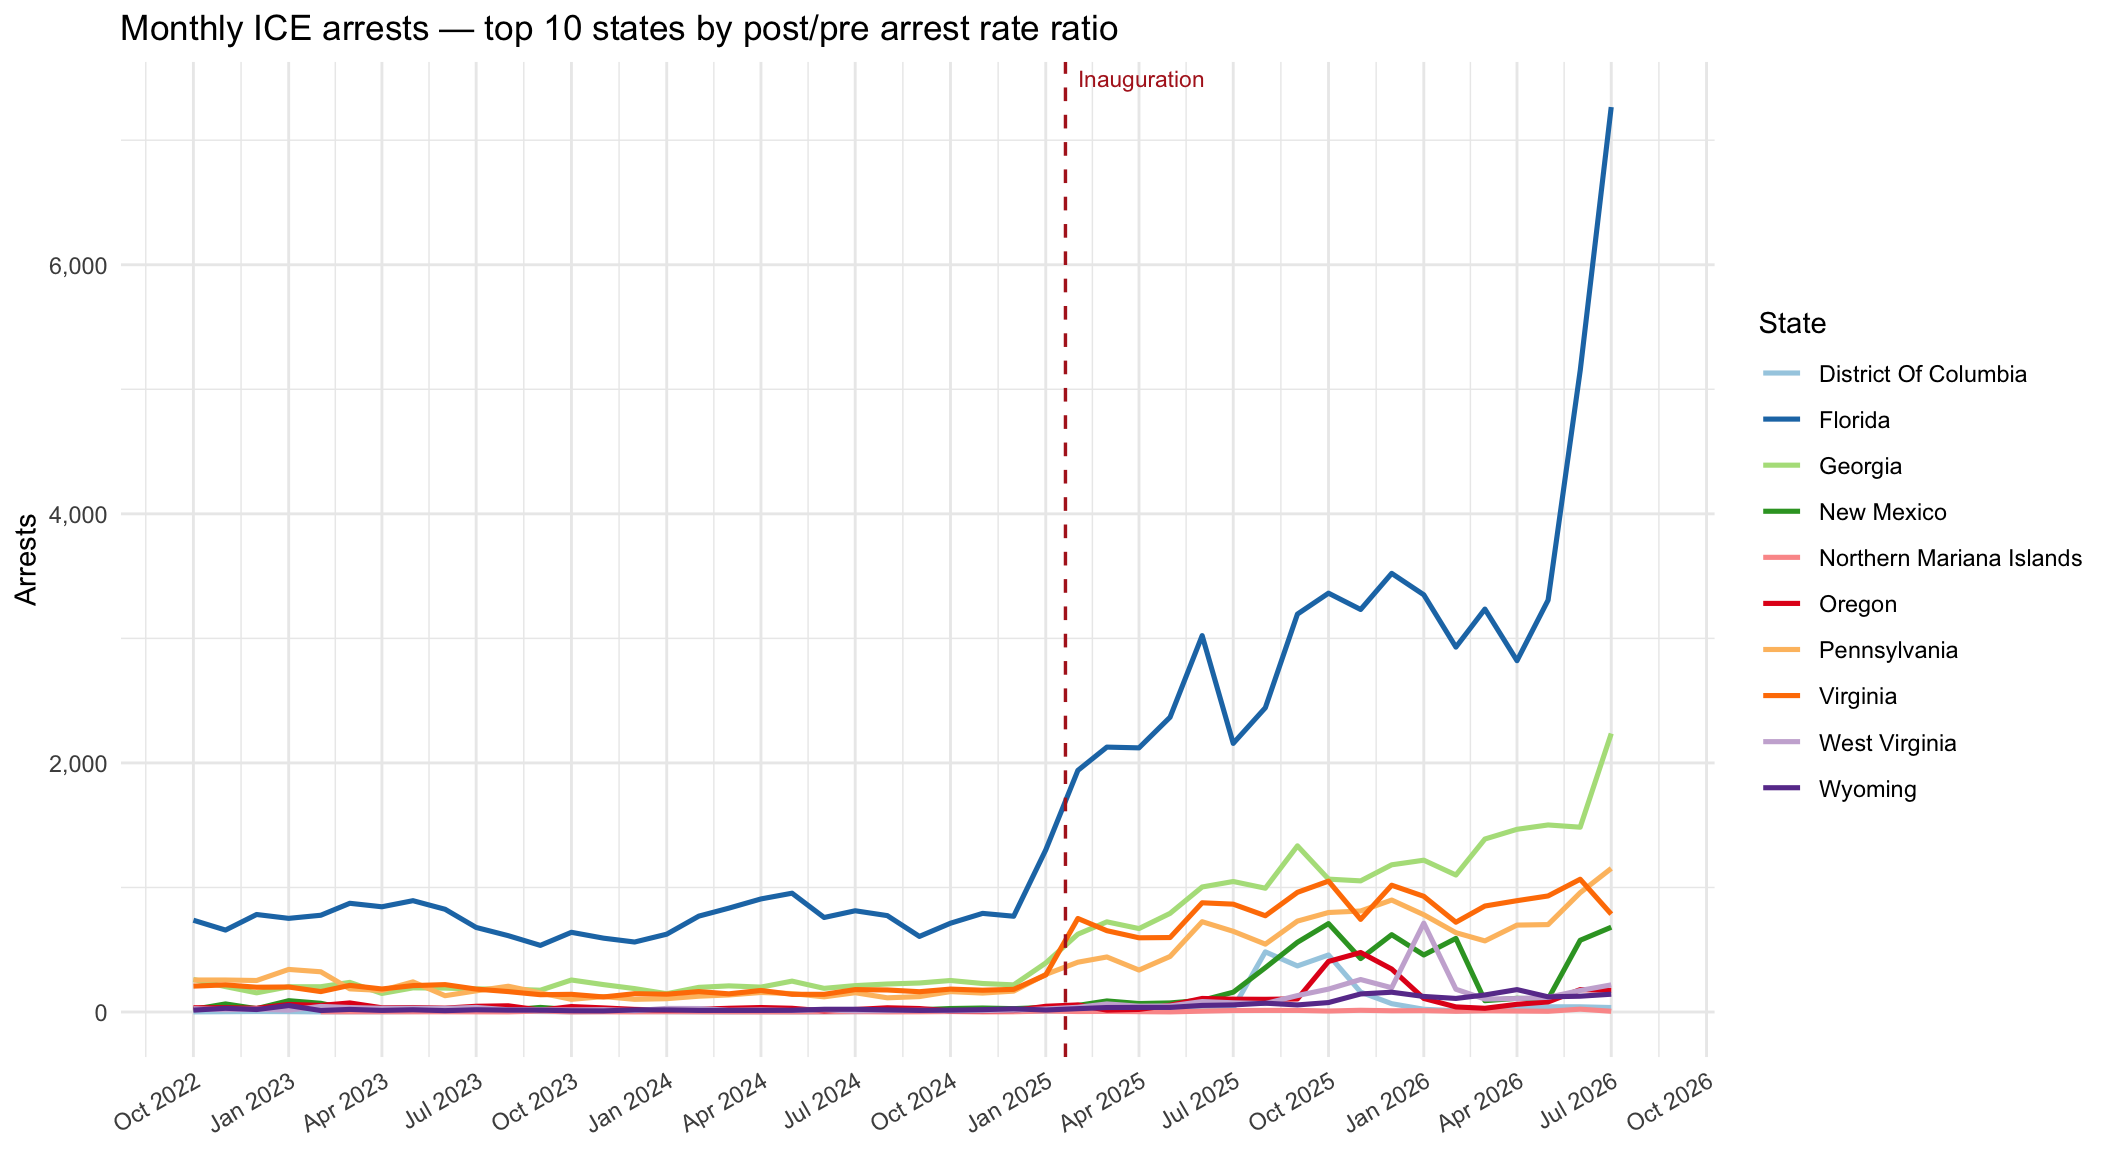 Monthly ICE arrests — top 10 states by post/pre arrest rate ratio
Inauguration
Arrests
6,000
4,000
2,000
0
Oct 2022
Jan 2023
Apr 2023
Jul 2023
Oct 2023
Jan 2024
Apr 2024
Jul 2024
Oct 2024
Jan 2025
Apr 2025
Jul 2025
Oct 2025
Jan 2026
Apr 2026
Jul 2026
Oct 2026
State
District Of Columbia
Florida
Georgia
New Mexico
Northern Mariana Islands
Oregon
Pennsylvania
Virginia
West Virginia
Wyoming